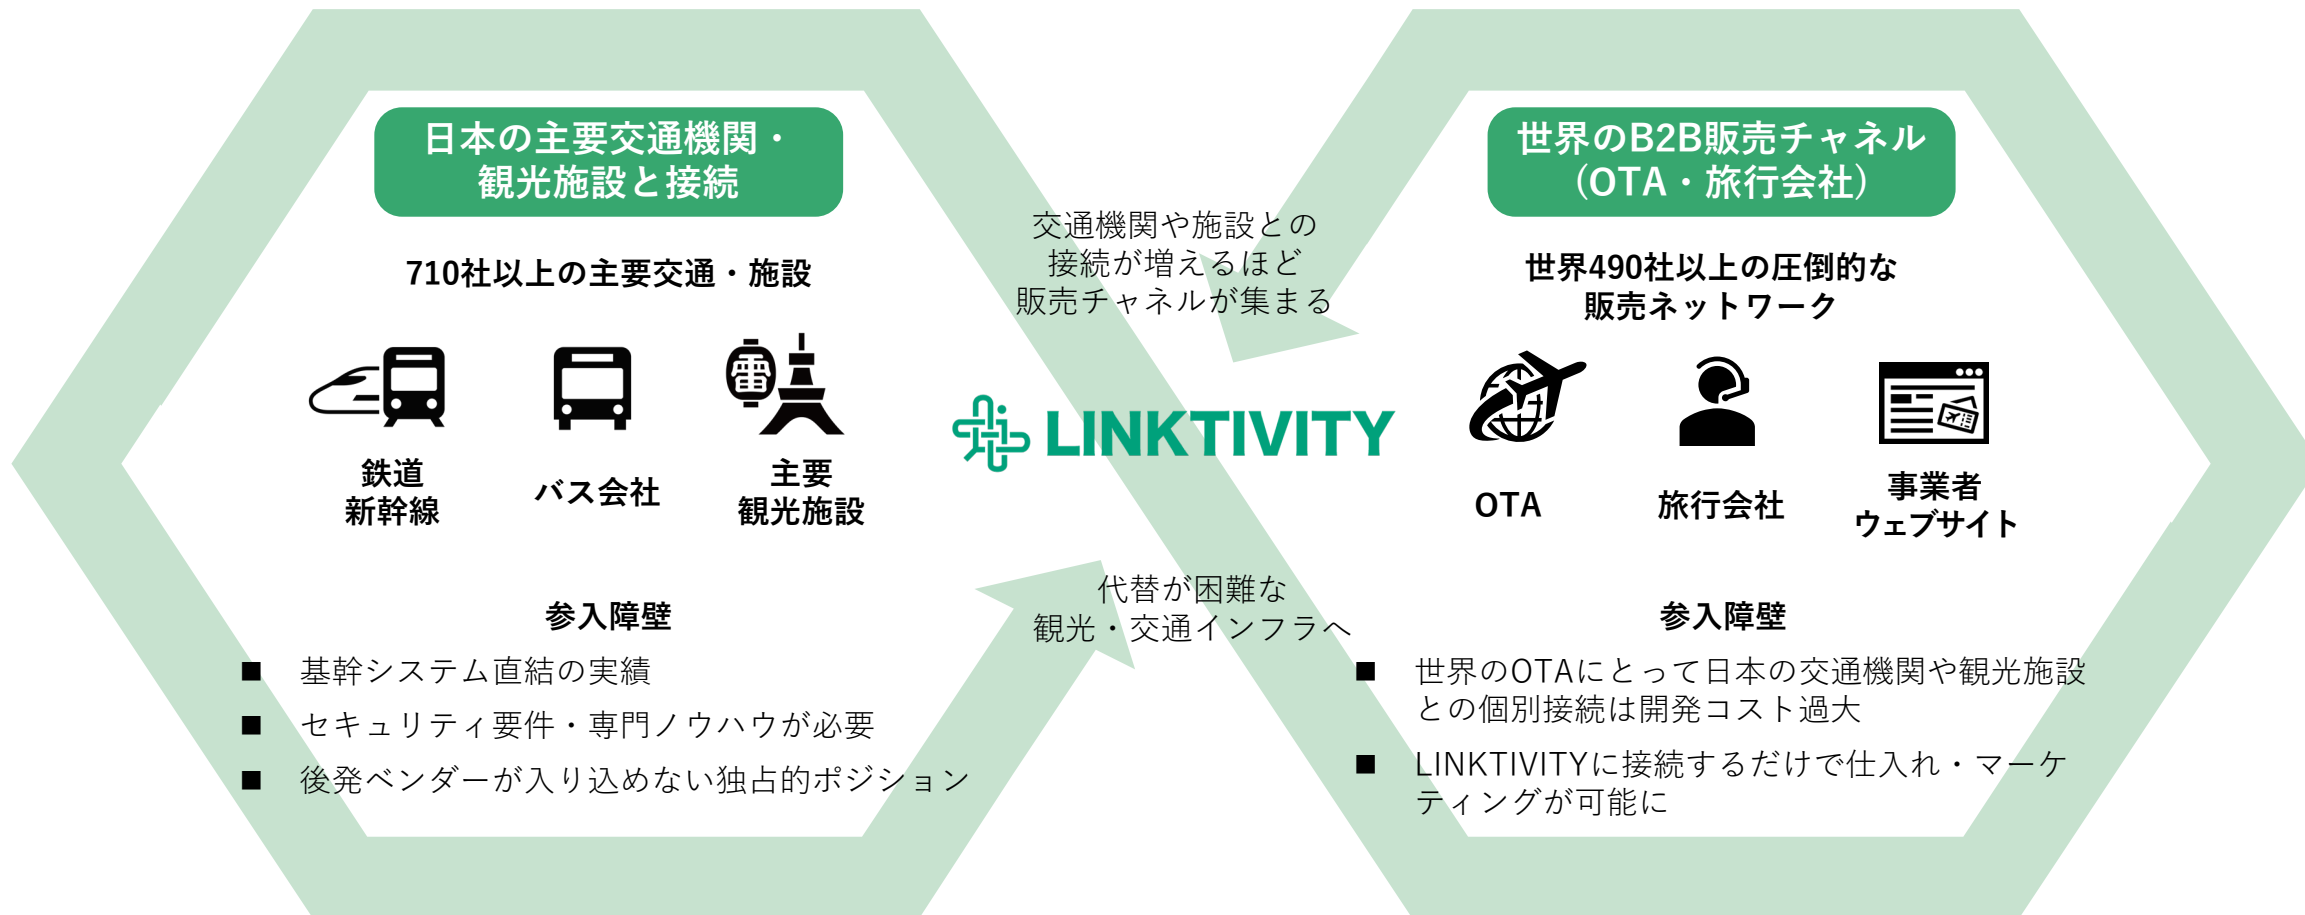 日本の主要交通機関・
観光施設と接続
710社以上の主要交通・施設
雷
鉄道
新幹線
バス会社
主要
観光施設
参入障壁
■ 基幹システム直結の実績
■ セキュリティ要件・専門ノウハウが必要
■ 後発ベンダーが入り込めない独占的ポジション
交通機関や施設との
接続が増えるほど
販売チャネルが集まる
LINKTIVITY
代替が困難な
観光・交通インフラへ
世界のB2B販売チャネル
(OTA・旅行会社)
世界490社以上の圧倒的な
販売ネットワーク
OTA
旅行会社
事業者
ウェブサイト
参入障壁
■ 世界のOTAにとって日本の交通機関や観光施設
との個別接続は開発コスト過大
■ LINKTIVITYに接続するだけで仕入れ・マーケ
ティングが可能に